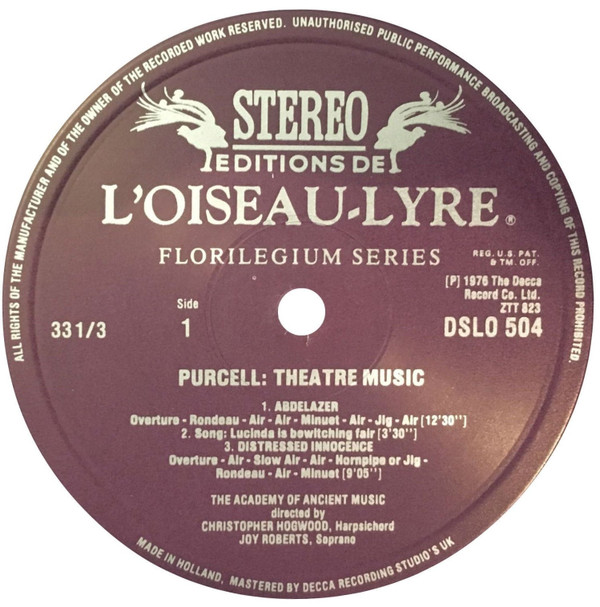 ALL RIGHTS OF THE MANUFACTURER AND OF THE OWNER OF THE RECORDED WORK RESERVED. UNAUTHORISED PUBLIC PERFORMANCE BROADCASTING AND COPYING OF THIS RECORD PROHIBITED.
STEREO
EDITIONS DE
L'OISEAU-LYRE ®
FLORILEGIUM SERIES
REG. U.S. PAT.
& TM. OFF.
[P] 1976 The Decca
Record Co. Ltd.
ZTT 823
Side
33 1/3
1
DSLO 504
PURCELL: THEATRE MUSIC
1. ABDELAZER
Overture - Rondeau - Air - Air - Minuet - Air - Jig - Air [12'30'']
2. Song: Lucinda is bewitching fair [3'30'']
3. DISTRESSED INNOCENCE
Overture - Air - Slow Air - Air - Hornpipe or Jig -
Rondeau - Air - Minuet [9'05'']
THE ACADEMY OF ANCIENT MUSIC
directed by
CHRISTOPHER HOGWOOD, Harpsichord
JOY ROBERTS, Soprano
MADE IN HOLLAND, MASTERED BY DECCA RECORDING STUDIO'S UK